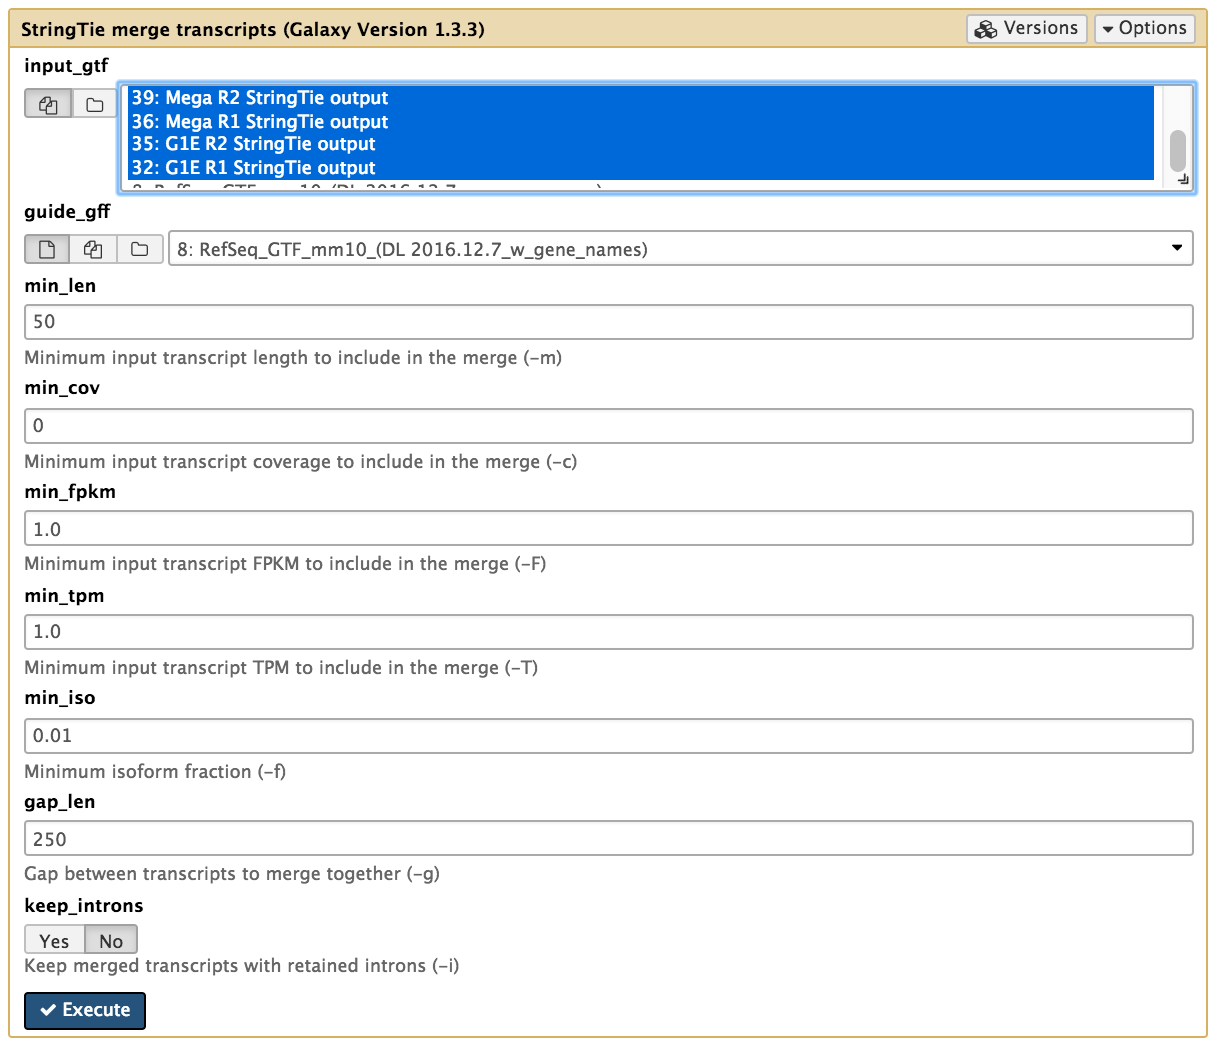 StringTie merge transcripts (Galaxy Version 1.3.3)
Versions
Options
input_gtf
39: Mega R2 StringTie output
36: Mega R1 StringTie output
35: G1E R2 StringTie output
32: G1E R1 StringTie output
guide_gff
8: RefSeq_GTF_mm10_(DL 2016.12.7_w_gene_names)
min_len
50
Minimum input transcript length to include in the merge (-m)
min_cov
0
Minimum input transcript coverage to include in the merge (-c)
min_fpkm
1.0
Minimum input transcript FPKM to include in the merge (-F)
min_tpm
1.0
Minimum input transcript TPM to include in the merge (-T)
min_iso
0.01
Minimum isoform fraction (-f)
gap_len
250
Gap between transcripts to merge together (-g)
keep_introns
Yes No
Keep merged transcripts with retained introns (-i)
Execute